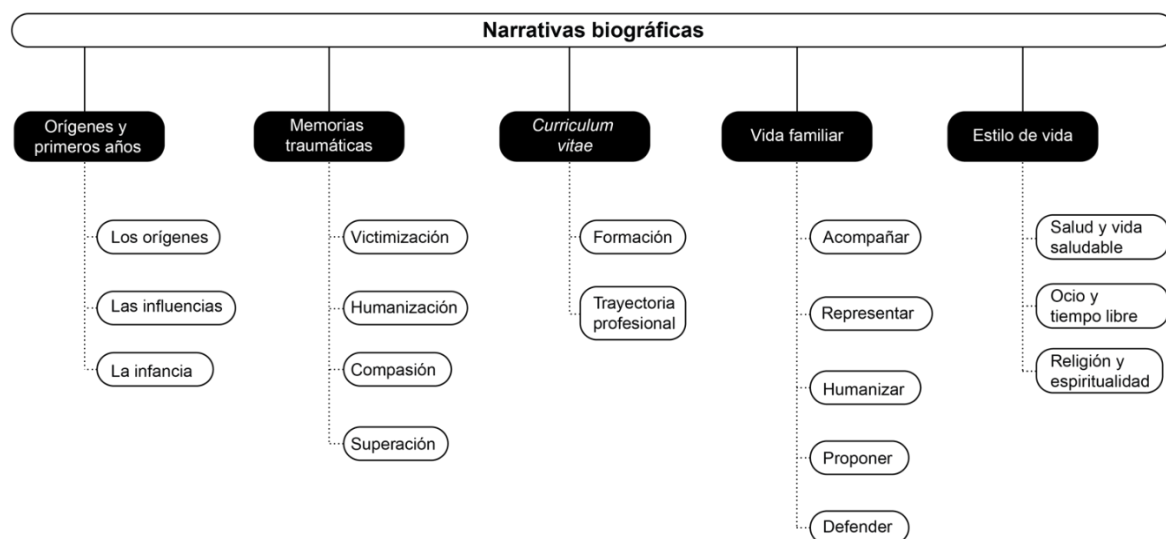 Narrativas biográficas
Orígenes y
primeros años
Los orígenes
Las influencias
La infancia
Memorias
traumáticas
Victimización
Humanización
Compasión
Superación
Curriculum
vitae
Formación
Trayectoria
profesional
Vida familiar
Acompañar
Representar
Humanizar
Proponer
Defender
Estilo de vida
Salud y vida
saludable
Ocio y
tiempo libre
Religión y
espiritualidad